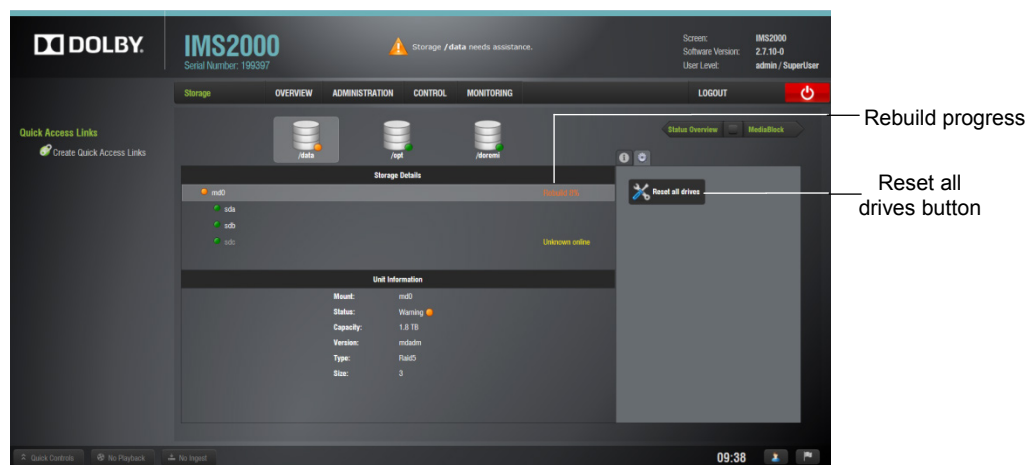 DOLBY.
IMS2000
Serial Number: 199397
Storage /data needs assistance.
Screen: IMS2000
Software Version: 2.7.10-0
User Level: admin / SuperUser
Storage OVERVIEW ADMINISTRATION CONTROL MONITORING LOGOUT
Quick Access Links
Create Quick Access Links
/data /opt /doremi
Status Overview MediaBlock
Rebuild progress
Storage Details
md0 Rebuild 0%
sda
sdb
sdc Unknown online
Reset all drives
Reset all
drives button
Unit Information
Mount: md0
Status: Warning
Capacity: 1.8 TB
Version: mdadm
Type: Raid5
Size: 3
Quick Controls No Playback No Ingest 09:38